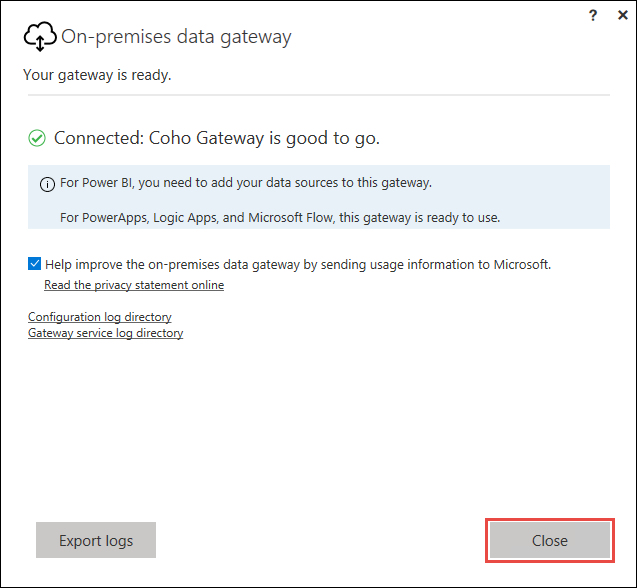 ? ×
On-premises data gateway
Your gateway is ready.
Connected: Coho Gateway is good to go.
For Power BI, you need to add your data sources to this gateway.
For PowerApps, Logic Apps, and Microsoft Flow, this gateway is ready to use.
Help improve the on-premises data gateway by sending usage information to Microsoft.
Read the privacy statement online
Configuration log directory
Gateway service log directory
Export logs
Close